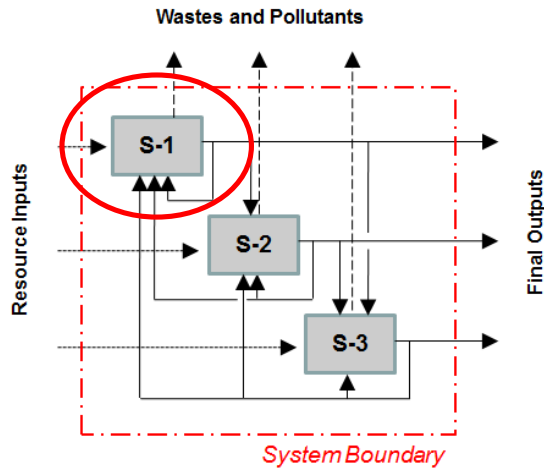 Wastes and Pollutants
S-1
Resource Inputs
S-2
Final Outputs
S-3
System Boundary